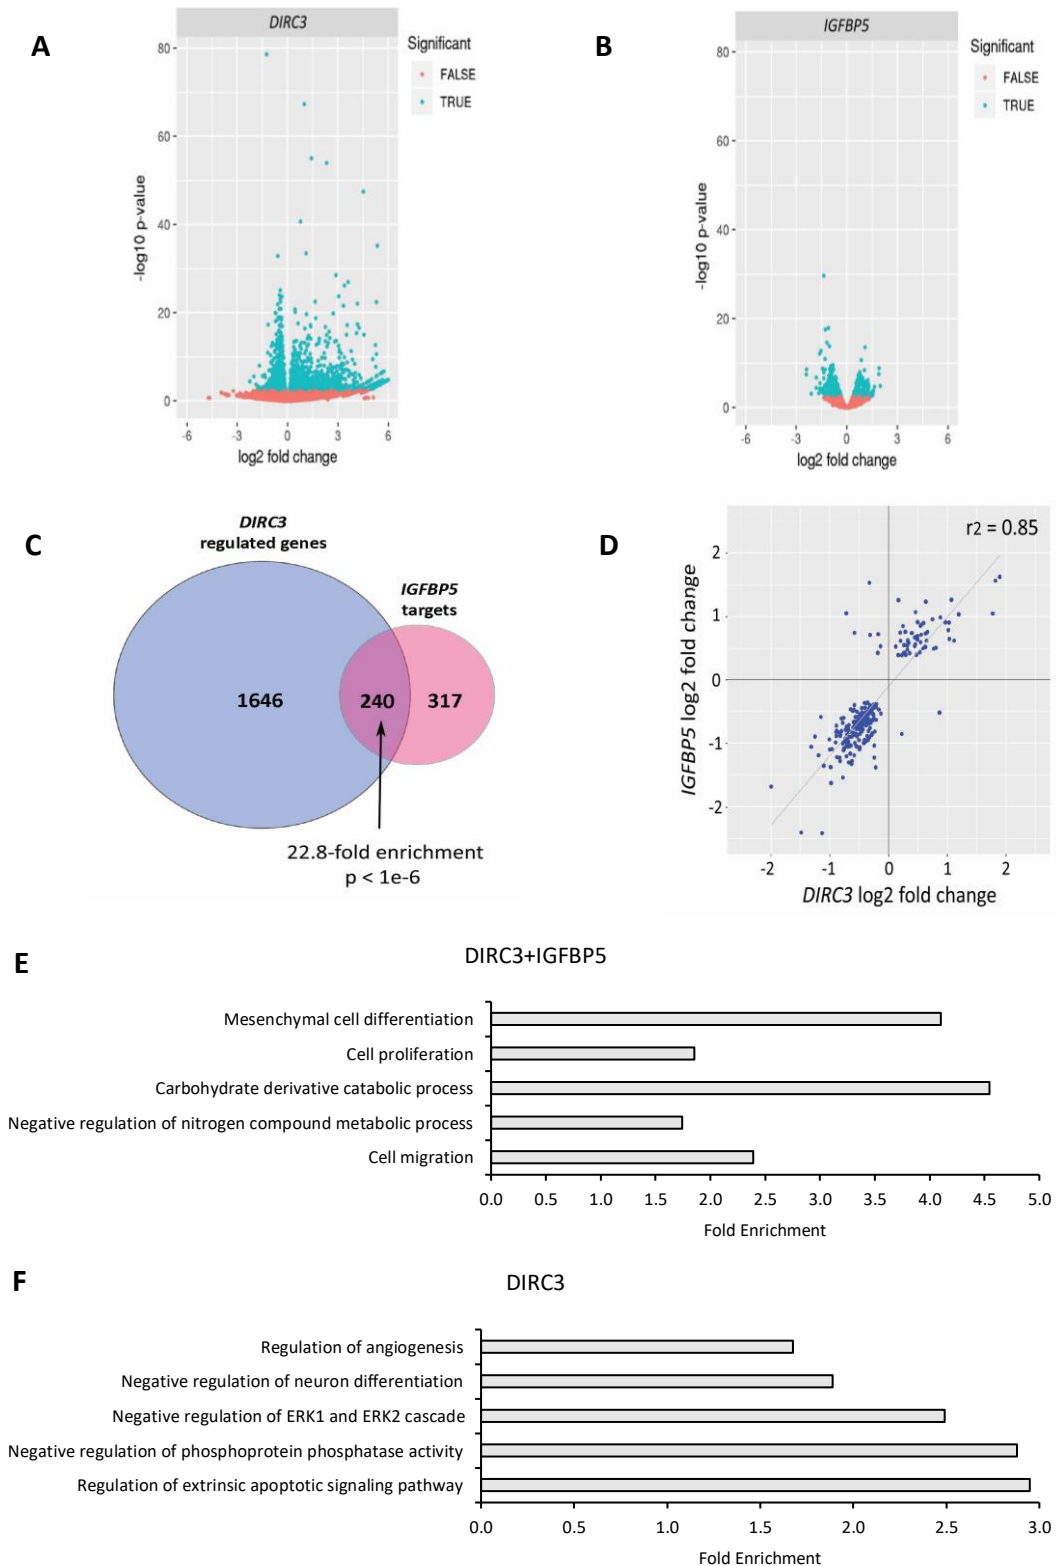 A
DIRC3
Significant
FALSE
TRUE
80
60
40
20
0
-log10 p-value
-6 -3 0 3 6
log2 fold change
B
IGFBP5
Significant
FALSE
TRUE
80
60
40
20
0
-log10 p-value
-6 -3 0 3 6
log2 fold change
C
DIRC3
regulated genes
IGFBP5
targets
1646
240
317
22.8-fold enrichment
p < 1e-6
D
r2 = 0.85
2
1
0
-1
-2
IGFBP5 log2 fold change
-2 -1 0 1 2
DIRC3 log2 fold change
E
DIRC3+IGFBP5
Mesenchymal cell differentiation
Cell proliferation
Carbohydrate derivative catabolic process
Negative regulation of nitrogen compound metabolic process
Cell migration
0.0 0.5 1.0 1.5 2.0 2.5 3.0 3.5 4.0 4.5 5.0
Fold Enrichment
F
DIRC3
Regulation of angiogenesis
Negative regulation of neuron differentiation
Negative regulation of ERK1 and ERK2 cascade
Negative regulation of phosphoprotein phosphatase activity
Regulation of extrinsic apoptotic signaling pathway
0.0 0.5 1.0 1.5 2.0 2.5 3.0
Fold Enrichment